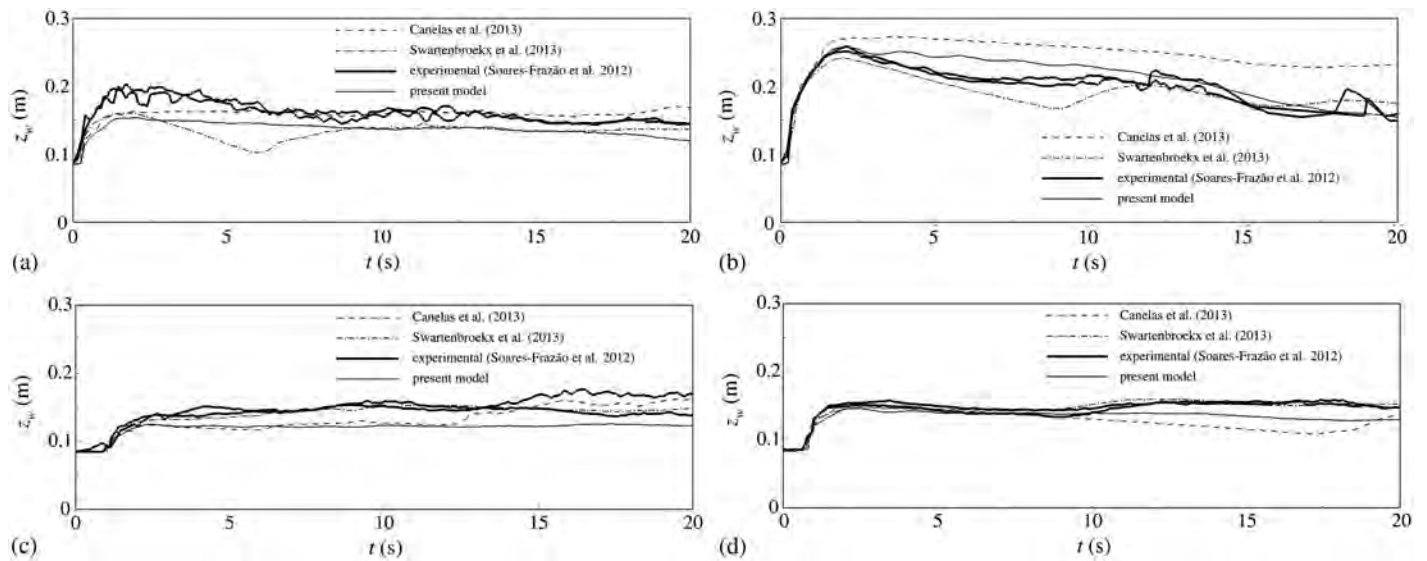 0.3
0.2
0.1
0
z_w (m)
Canelas et al. (2013)
Swartenbroekx et al. (2013)
experimental (Soares-Frazão et al. 2012)
present model
0 5 10 15 20
(a)
t (s)
0.3
0.2
0.1
0
z_w (m)
Canelas et al. (2013)
Swartenbroekx et al. (2013)
experimental (Soares-Frazão et al. 2012)
present model
0 5 10 15 20
(b)
t (s)
0.3
0.2
0.1
0
z_w (m)
Canelas et al. (2013)
Swartenbroekx et al. (2013)
experimental (Soares-Frazão et al. 2012)
present model
0 5 10 15 20
(c)
t (s)
0.3
0.2
0.1
0
z_w (m)
Canelas et al. (2013)
Swartenbroekx et al. (2013)
experimental (Soares-Frazão et al. 2012)
present model
0 5 10 15 20
(d)
t (s)